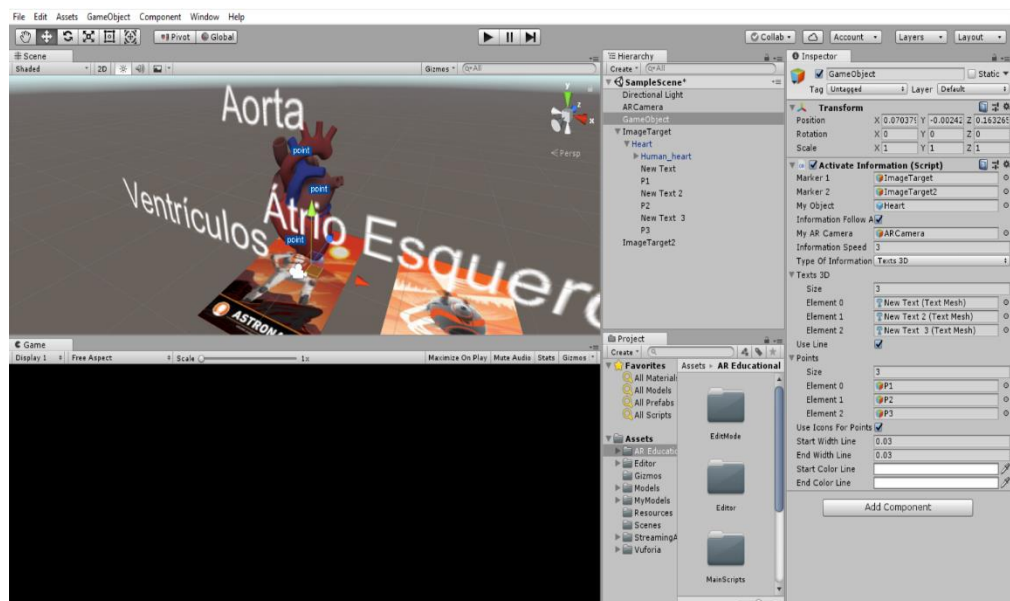 File Edit Assets GameObject Component Window Help
Pivot Global Collab Account Layers Layout
Scene
Shaded 2D Gizmos All
Aorta
point
point
Ventrículos
Átrio Esquer
point
ASTRON
y
z
x
Persp
Game
Display 1 Free Aspect Scale 1x Maximize On Play Mute Audio Stats Gizmos
Hierarchy
Create All
SampleScene*
Directional Light
ARCamera
GameObject
ImageTarget
Heart
Human_heart
New Text
P1
New Text 2
P2
New Text 3
P3
ImageTarget2
Project
Create
Favorites
All Material
All Models
All Prefabs
All Scripts
Assets
AR Educatio
Editor
Gizmos
Models
MyModels
Resources
Scenes
StreamingA
Vuforia
Assets AR Educational
EditMode
Editor
MainScripts
Inspector
GameObject Static
Tag Untagged Layer Default
Transform
Position X 0.070379 Y -0.00242 Z 0.163265
Rotation X 0 Y 0 Z 0
Scale X 1 Y 1 Z 1
Activate Information (Script)
Marker 1 ImageTarget
Marker 2 ImageTarget2
My Object Heart
Information Follow A
My AR Camera ARCamera
Information Speed 3
Type Of Information Texts 3D
Texts 3D
Size 3
Element 0 New Text (Text Mesh)
Element 1 New Text 2 (Text Mesh)
Element 2 New Text 3 (Text Mesh)
Use Line
Points
Size 3
Element 0 P1
Element 1 P2
Element 2 P3
Use Icons For Points
Start Width Line 0.03
End Width Line 0.03
Start Color Line
End Color Line
Add Component